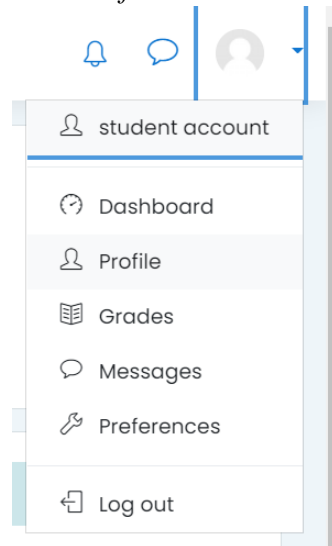 student account
Dashboard
Profile
Grades
Messages
Preferences
Log out